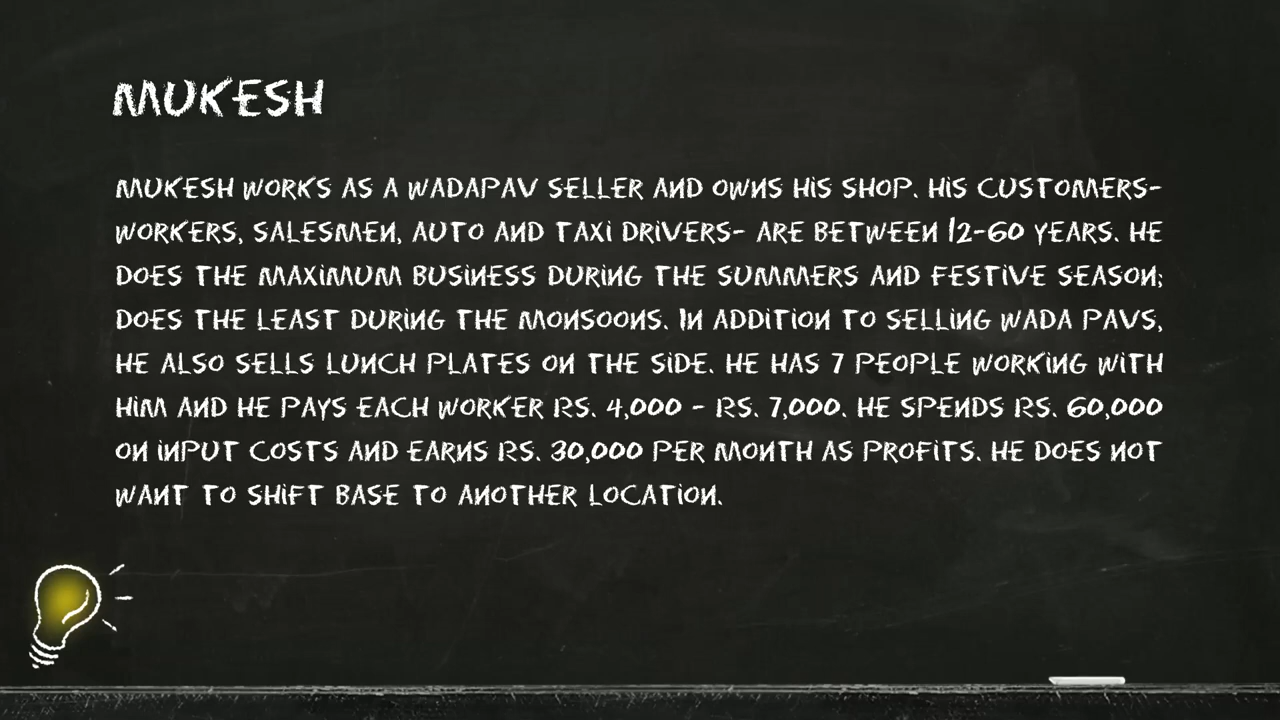 MUKESH
MUKESH WORKS AS A WADAPAV SELLER AND OWNS HIS SHOP. HIS CUSTOMERS-
WORKERS, SALESMEN, AUTO AND TAXI DRIVERS- ARE BETWEEN 12-60 YEARS. HE
DOES THE MAXIMUM BUSINESS DURING THE SUMMERS AND FESTIVE SEASON;
DOES THE LEAST DURING THE MONSOONS. IN ADDITION TO SELLING WADA PAVS,
HE ALSO SELLS LUNCH PLATES ON THE SIDE. HE HAS 7 PEOPLE WORKING WITH
HIM AND HE PAYS EACH WORKER RS. 4,000 - RS. 7,000. HE SPENDS RS. 60,000
ON INPUT COSTS AND EARNS RS. 30,000 PER MONTH AS PROFITS. HE DOES NOT
WANT TO SHIFT BASE TO ANOTHER LOCATION.